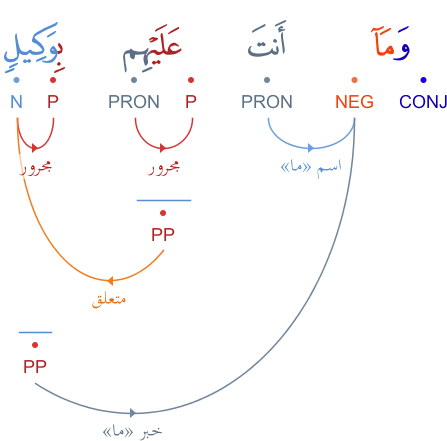 وَمَآ أَنتَ عَلَيْهِم بِوَكِيلٍ
CONJ NEG PRON P PRON P N
اسم «ما» مجرور مجرور
PP
متعلق
PP
خبر «ما»